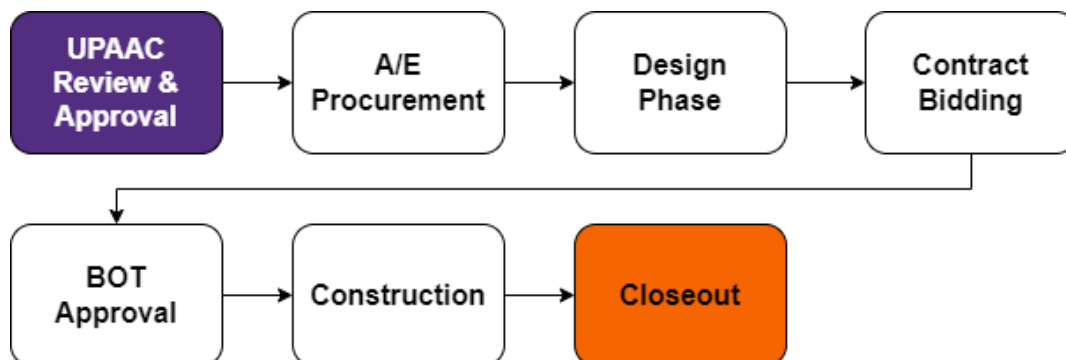 UPAAC
Review &
Approval
A/E
Procurement
Design
Phase
Contract
Bidding
BOT
Approval
Construction
Closeout